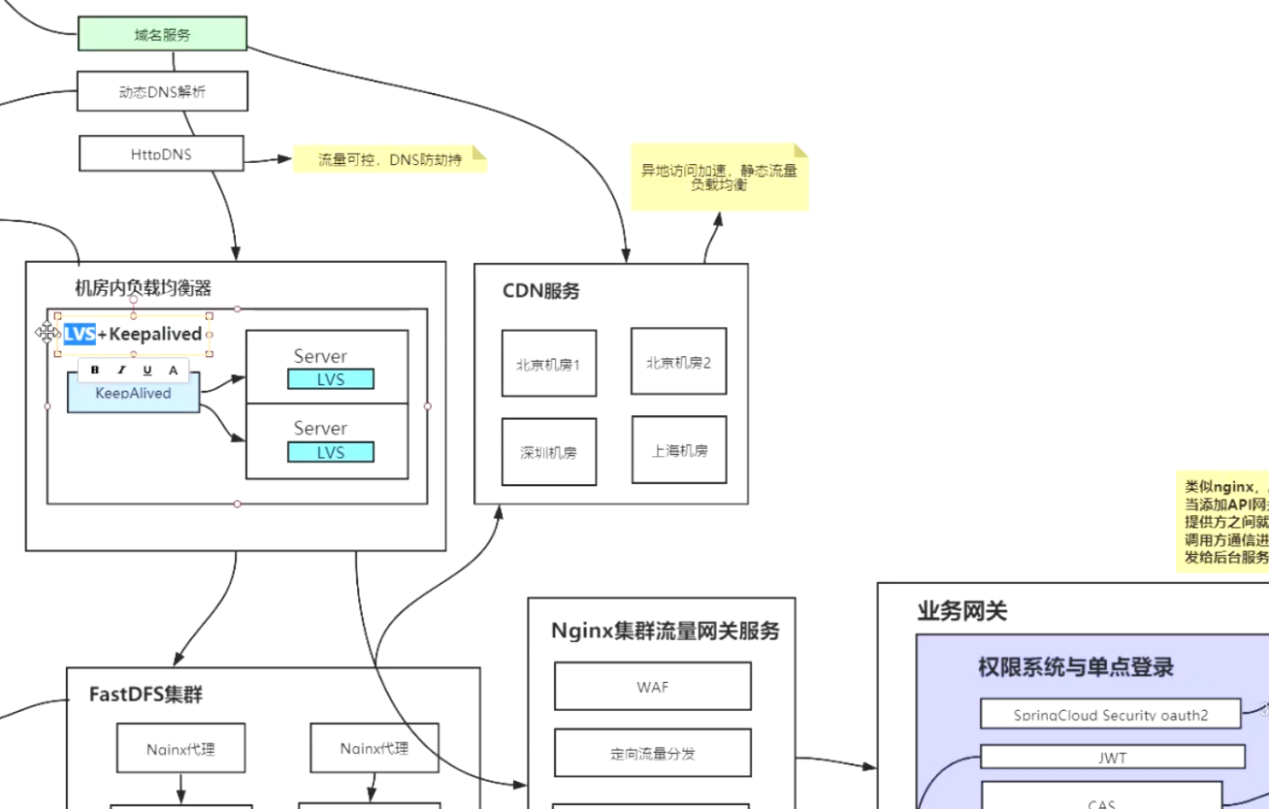 域名服务
动态DNS解析
HttpDNS
流量可控，DNS防劫持
异地访问加速，静态流量
负载均衡
机房内负载均衡器
LVS+Keepalived
B I U A
KeepAlived
Server
LVS
Server
LVS
CDN服务
北京机房1
北京机房2
深圳机房
上海机房
类似nginx，
当添加API网
提供方之间就
调用方通信进
发给后台服务
FastDFS集群
Nginx代理
Nginx代理
Nginx集群流量网关服务
WAF
定向流量分发
业务网关
权限系统与单点登录
SpringCloud Security oauth2
JWT
CAS